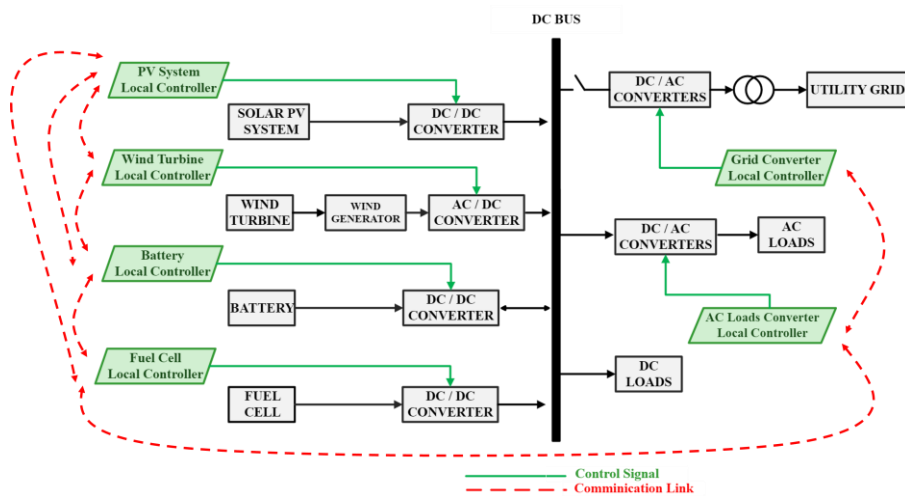 DC BUS
PV System
Local Controller
SOLAR PV
SYSTEM
DC / DC
CONVERTER
Wind Turbine
Local Controller
WIND
TURBINE
WIND
GENERATOR
AC / DC
CONVERTER
Battery
Local Controller
BATTERY
DC / DC
CONVERTER
Fuel Cell
Local Controller
FUEL
CELL
DC / DC
CONVERTER
DC / AC
CONVERTERS
UTILITY GRID
Grid Converter
Local Controller
DC / AC
CONVERTERS
AC
LOADS
AC Loads Converter
Local Controller
DC
LOADS
Control Signal
Comminication Link